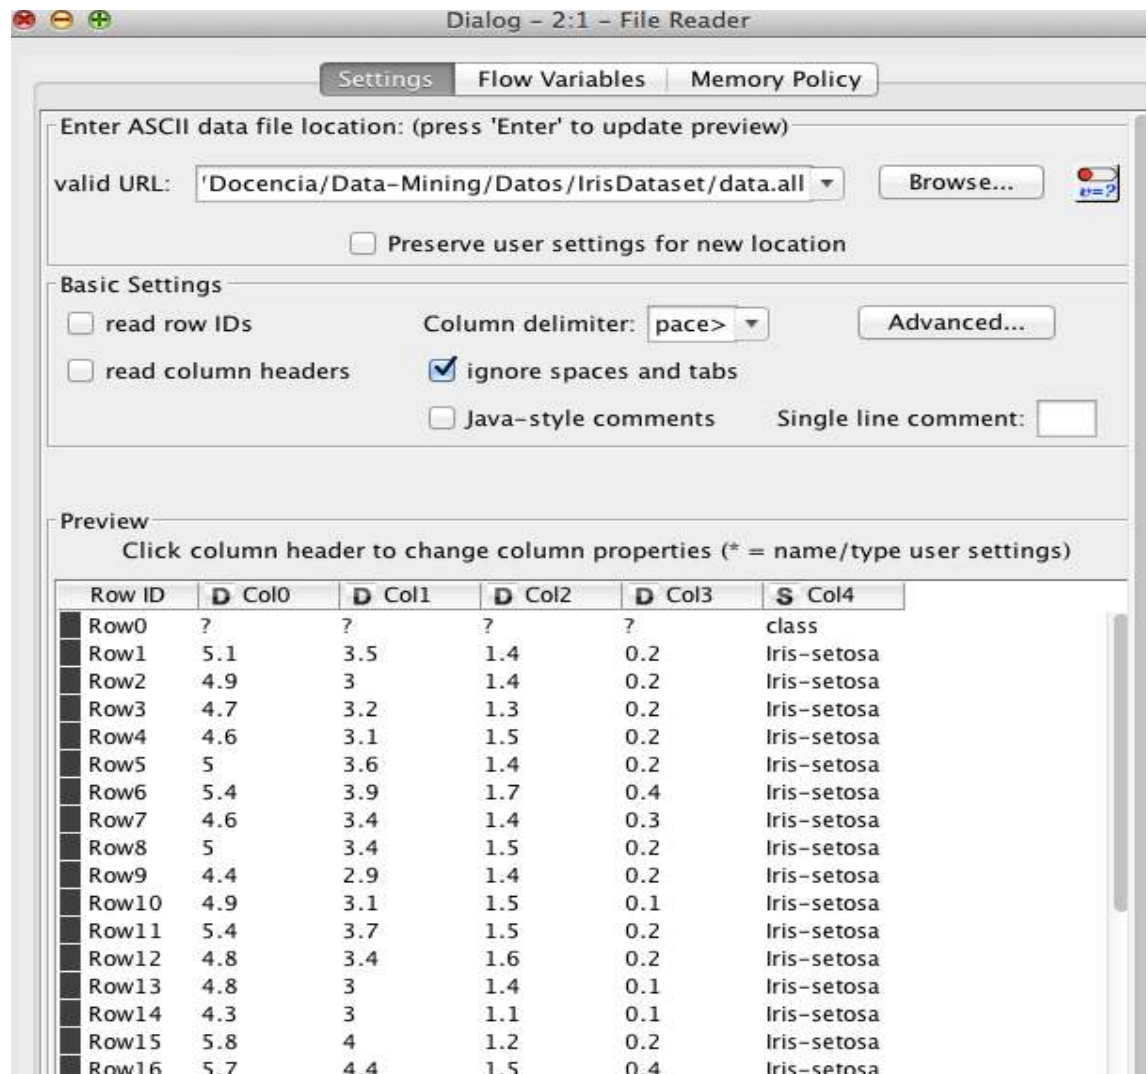 Dialog – 2:1 – File Reader
Settings Flow Variables Memory Policy
Enter ASCII data file location: (press 'Enter' to update preview)
valid URL: 'Docencia/Data-Mining/Datos/IrisDataset/data.all Browse... v=?
Preserve user settings for new location
Basic Settings
read row IDs Column delimiter: pace> Advanced...
read column headers ignore spaces and tabs
Java-style comments Single line comment:
Preview
Click column header to change column properties (* = name/type user settings)
Row ID D Col0 D Col1 D Col2 D Col3 S Col4
Row0 ? ? ? ? class
Row1 5.1 3.5 1.4 0.2 Iris-setosa
Row2 4.9 3 1.4 0.2 Iris-setosa
Row3 4.7 3.2 1.3 0.2 Iris-setosa
Row4 4.6 3.1 1.5 0.2 Iris-setosa
Row5 5 3.6 1.4 0.2 Iris-setosa
Row6 5.4 3.9 1.7 0.4 Iris-setosa
Row7 4.6 3.4 1.4 0.3 Iris-setosa
Row8 5 3.4 1.5 0.2 Iris-setosa
Row9 4.4 2.9 1.4 0.2 Iris-setosa
Row10 4.9 3.1 1.5 0.1 Iris-setosa
Row11 5.4 3.7 1.5 0.2 Iris-setosa
Row12 4.8 3.4 1.6 0.2 Iris-setosa
Row13 4.8 3 1.4 0.1 Iris-setosa
Row14 4.3 3 1.1 0.1 Iris-setosa
Row15 5.8 4 1.2 0.2 Iris-setosa
Row16 5.7 4.4 1.5 0.4 Iris-setosa